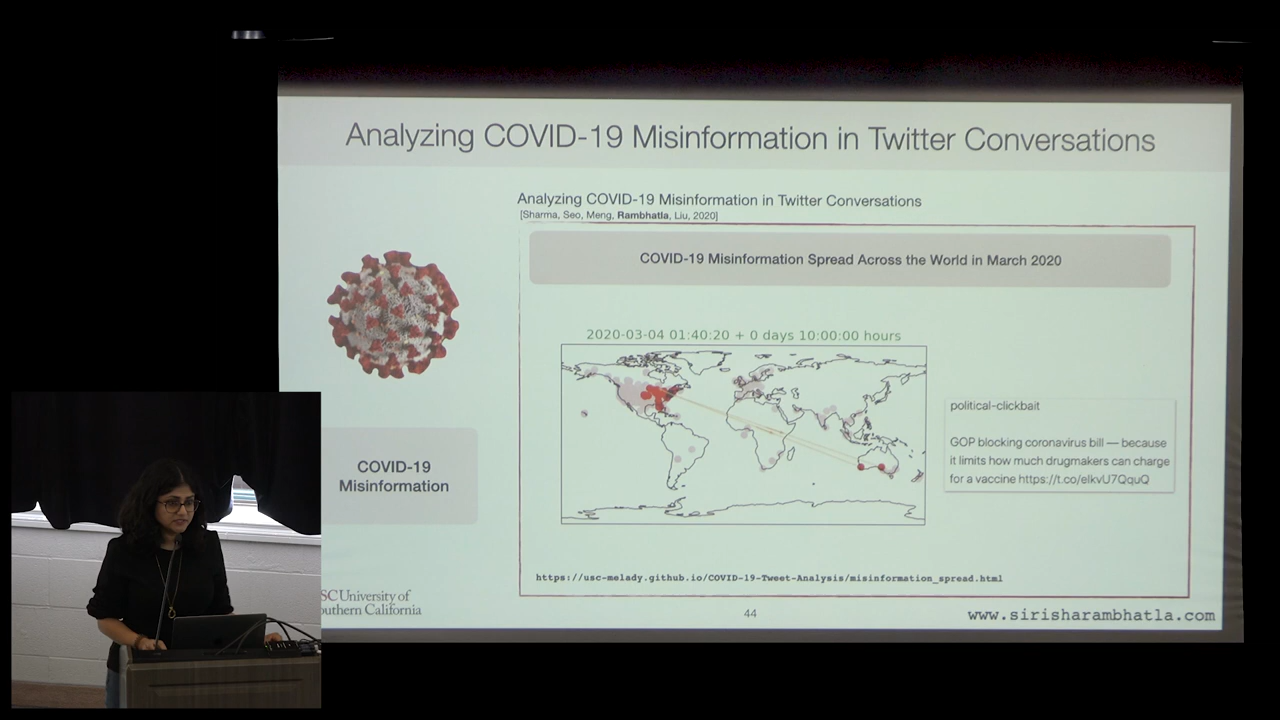 Analyzing COVID-19 Misinformation in Twitter Conversations
Analyzing COVID-19 Misinformation in Twitter Conversations
[Sharma, Seo, Meng, Rambhatla, Liu, 2020]
COVID-19 Misinformation Spread Across the World in March 2020
2020-03-04 01:40:20 + 0 days 10:00:00 hours
political-clickbait
GOP blocking coronavirus bill — because
it limits how much drugmakers can charge
for a vaccine https://t.co/elkvU7QquQ
COVID-19
Misinformation
https://usc-melady.github.io/COVID-19-Tweet-Analysis/misinformation_spread.html
SC University of
outhern California
44
www.sirisharambhatla.com